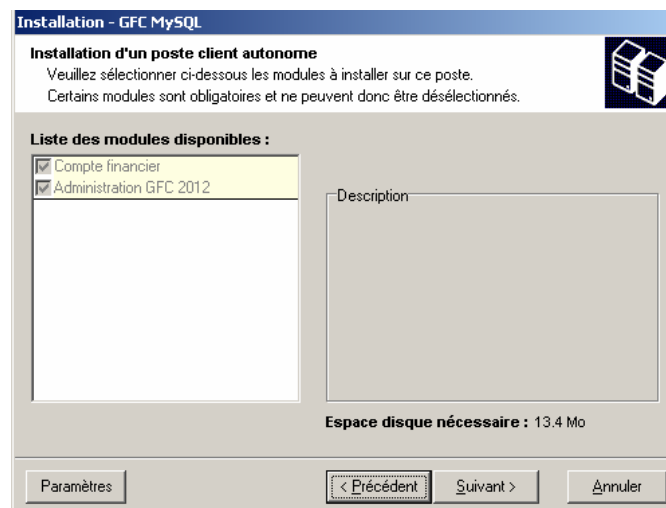 Installation - GFC MySQL
Installation d'un poste client autonome
Veuillez sélectionner ci-dessous les modules à installer sur ce poste.
Certains modules sont obligatoires et ne peuvent donc être désélectionnés.
Liste des modules disponibles :
Compte financier
Administration GFC 2012
Description
Espace disque nécessaire : 13.4 Mo
Paramètres
< Précédent
Suivant >
Annuler